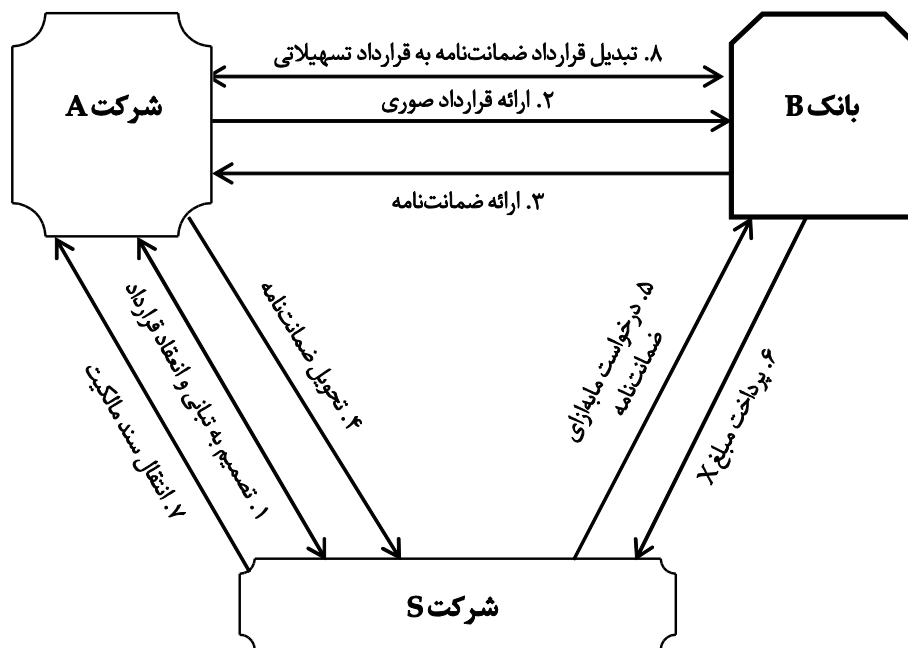 ۸. تبدیل قرارداد ضمانت‌نامه به قرارداد تسهیلاتی
بانک B
شرکت A
۲. ارائه قرارداد صوری
۳. ارائه ضمانت‌نامه
۱. تصمیم به تبانی و انعقاد قرارداد
۴. تحویل ضمانت‌نامه
۵. درخواست مابه‌ازای
ضمانت‌نامه
۶. پرداخت مبلغ X
۷. انتقال سند مالکیت
شرکت S